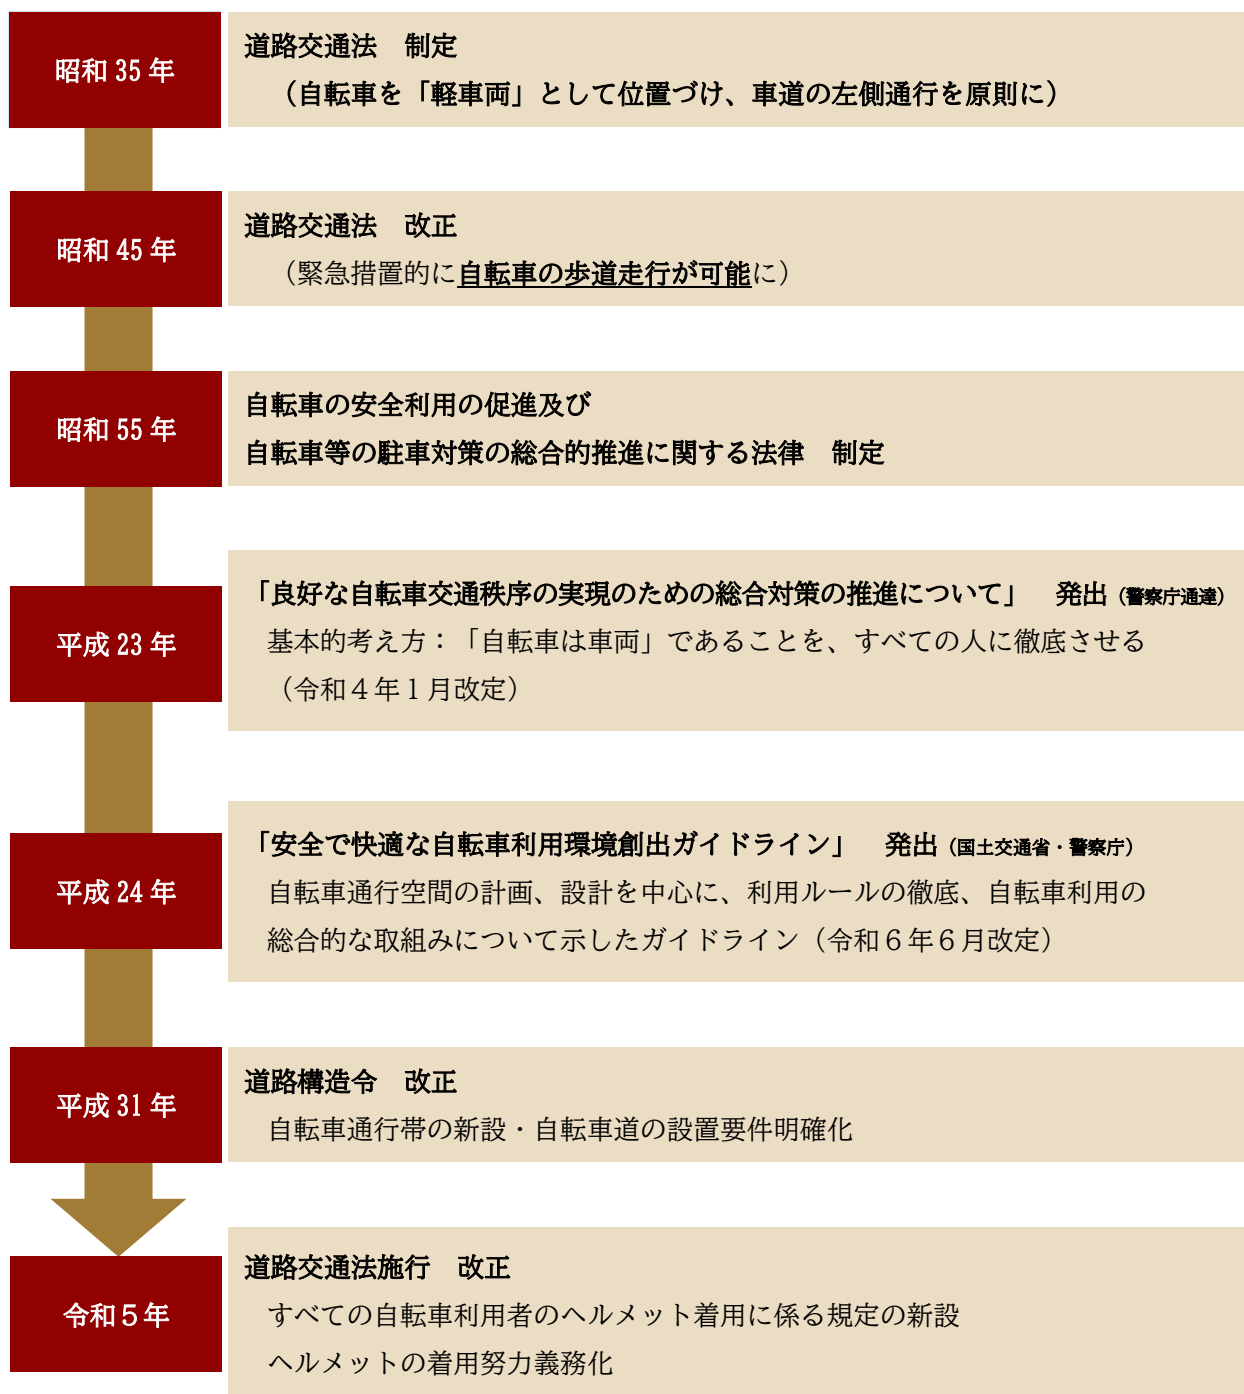 昭和 35 年
道路交通法　制定
（自転車を「軽車両」として位置づけ、車道の左側通行を原則に）
昭和 45 年
道路交通法　改正
（緊急措置的に自転車の歩道走行が可能に）
昭和 55 年
自転車の安全利用の促進及び
自転車等の駐車対策の総合的推進に関する法律　制定
平成 23 年
「良好な自転車交通秩序の実現のための総合対策の推進について」　発出（警察庁通達）
基本的考え方：「自転車は車両」であることを、すべての人に徹底させる
（令和４年１月改定）
平成 24 年
「安全で快適な自転車利用環境創出ガイドライン」　発出（国土交通省・警察庁）
自転車通行空間の計画、設計を中心に、利用ルールの徹底、自転車利用の
総合的な取組みについて示したガイドライン（令和６年６月改定）
平成 31 年
道路構造令　改正
自転車通行帯の新設・自転車道の設置要件明確化
令和５年
道路交通法施行　改正
すべての自転車利用者のヘルメット着用に係る規定の新設
ヘルメットの着用努力義務化